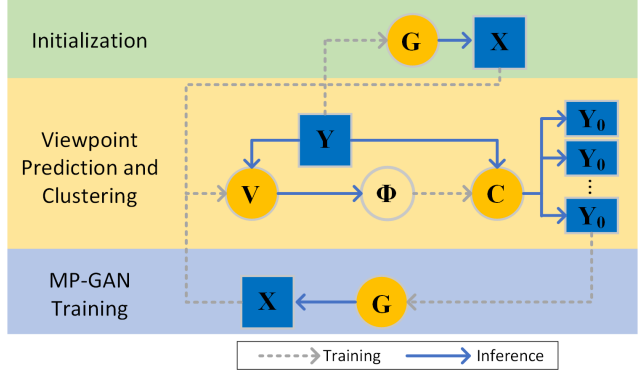 Initialization
G
X
Viewpoint
Prediction and
Clustering
Y
V
Φ
C
Y₀
Y₀
⋮
Y₀
MP-GAN
Training
X
G
Training
Inference